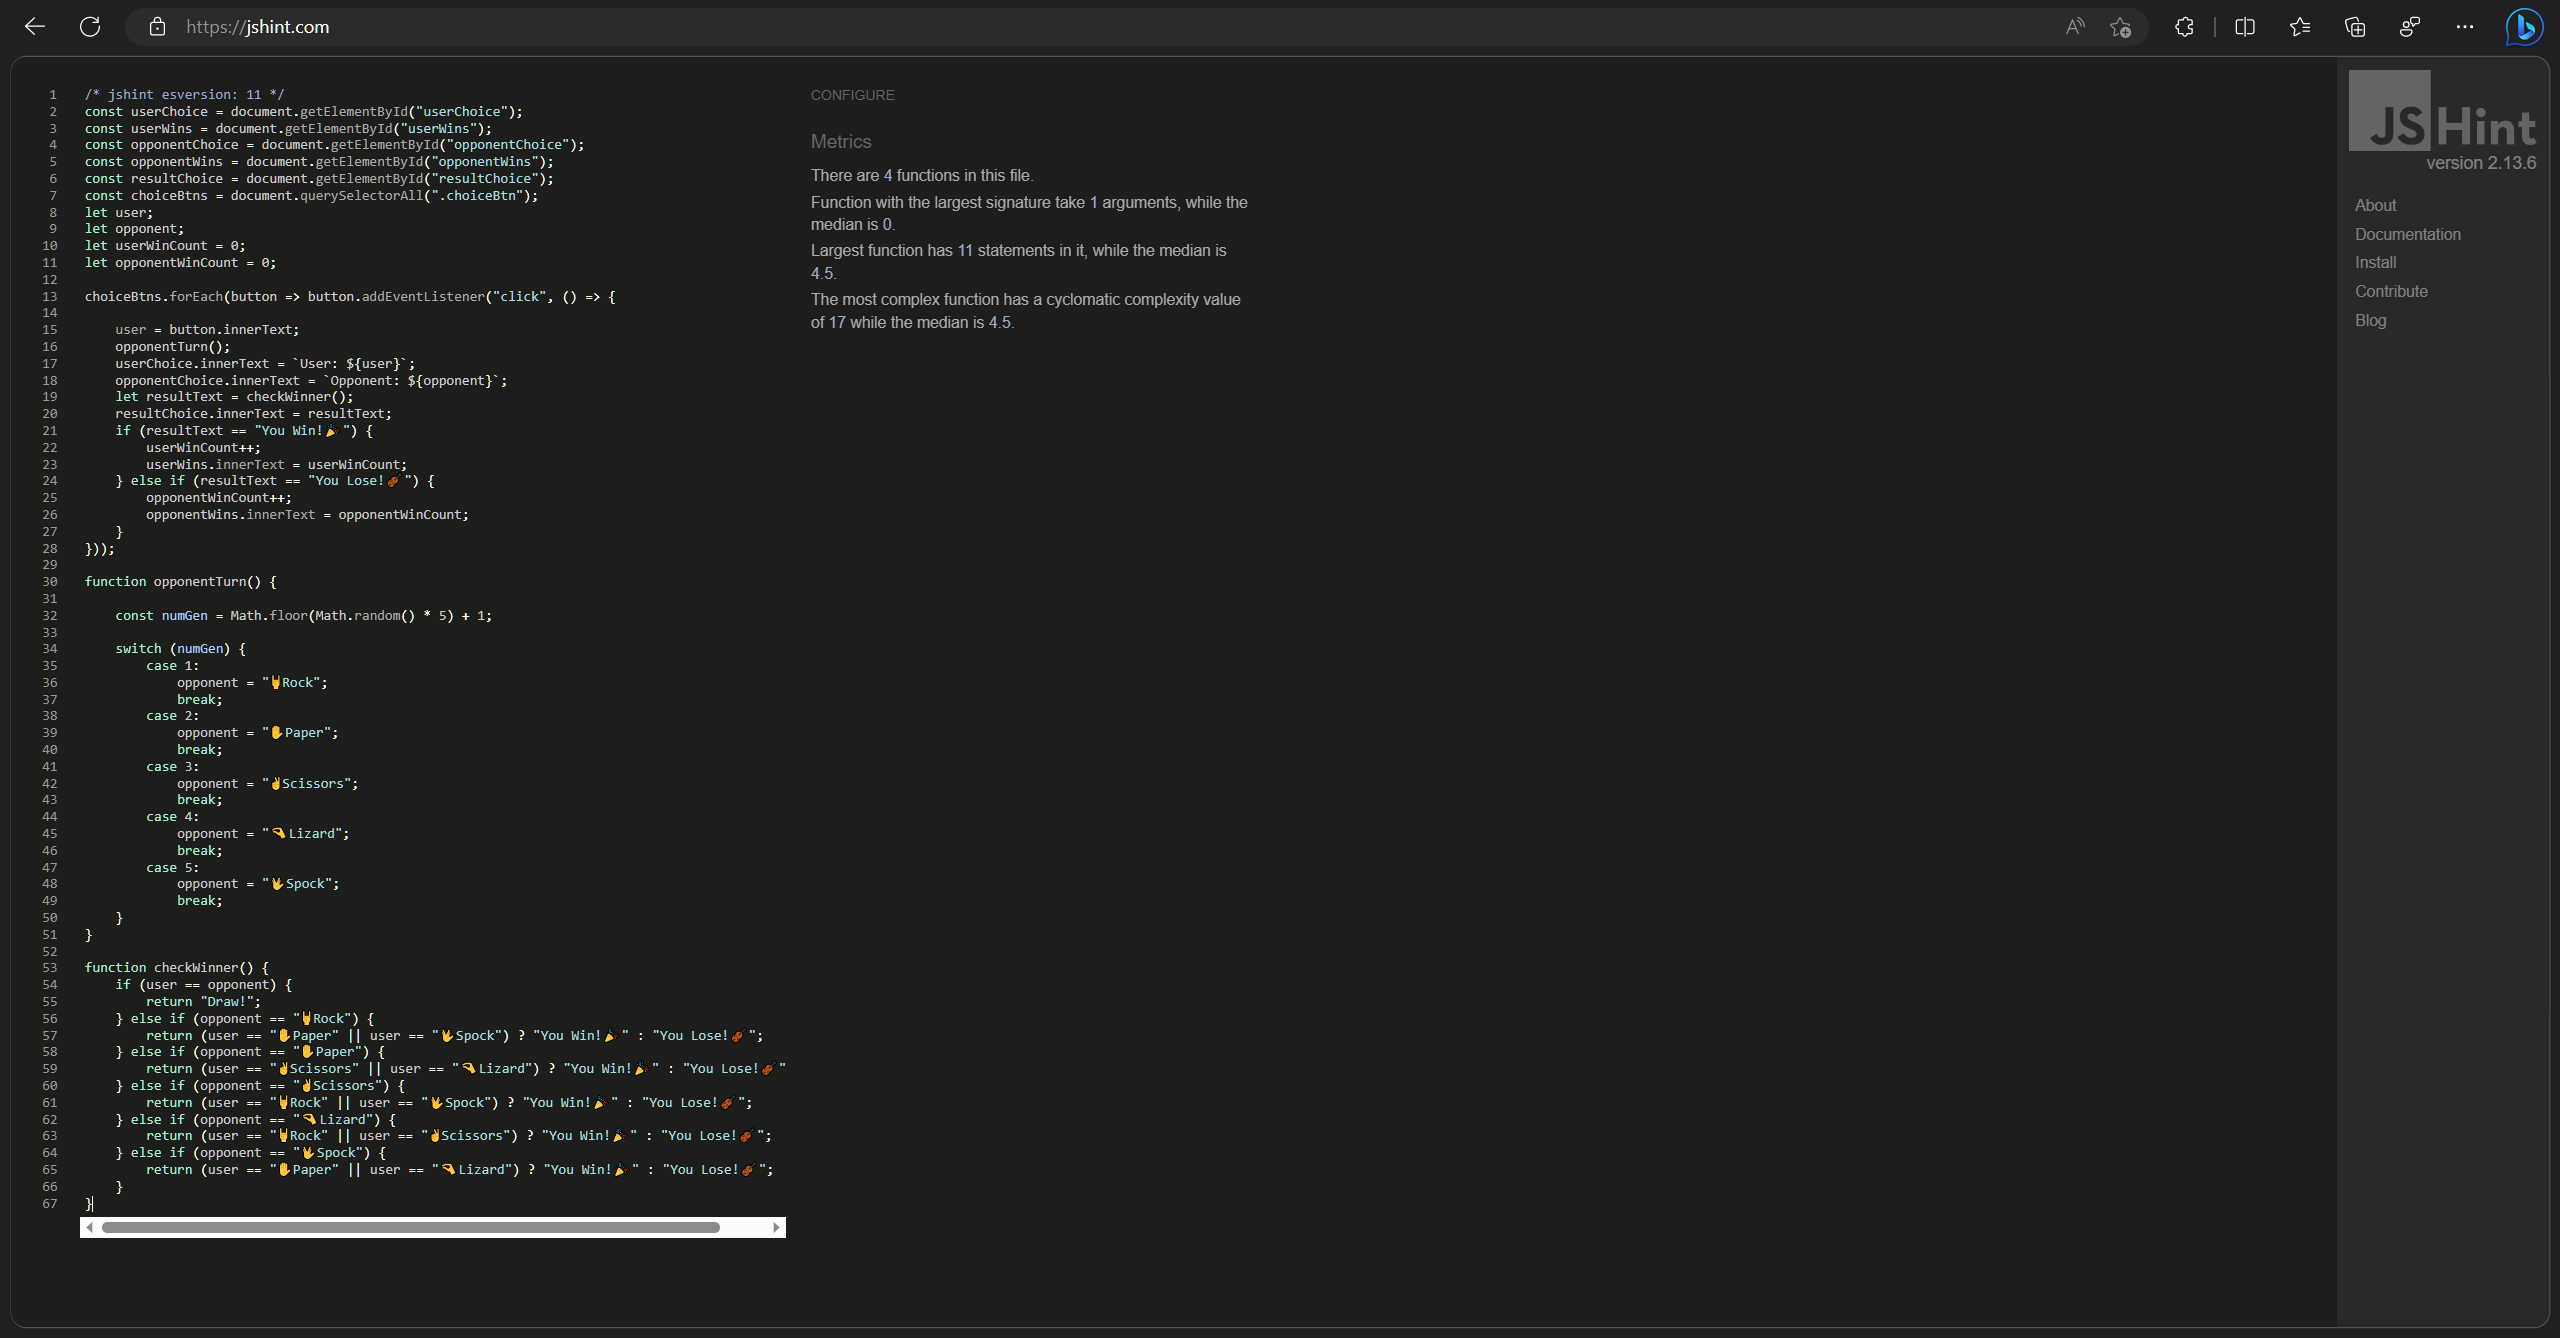 https://jshint.com
1 /* jshint esversion: 11 */
2 const userChoice = document.getElementById("userChoice");
3 const userWins = document.getElementById("userWins");
4 const opponentChoice = document.getElementById("opponentChoice");
5 const opponentWins = document.getElementById("opponentWins");
6 const resultChoice = document.getElementById("resultChoice");
7 const choiceBtns = document.querySelectorAll(".choiceBtn");
8 let user;
9 let opponent;
10 let userWinCount = 0;
11 let opponentWinCount = 0;
12
13 choiceBtns.forEach(button => button.addEventListener("click", () => {
14
15     user = button.innerText;
16     opponentTurn();
17     userChoice.innerText = `User: ${user}`;
18     opponentChoice.innerText = `Opponent: ${opponent}`;
19     let resultText = checkWinner();
20     resultChoice.innerText = resultText;
21     if (resultText == "You Win!🎉") {
22         userWinCount++;
23         userWins.innerText = userWinCount;
24     } else if (resultText == "You Lose!") {
25         opponentWinCount++;
26         opponentWins.innerText = opponentWinCount;
27     }
28 }));
29
30 function opponentTurn() {
31
32     const numGen = Math.floor(Math.random() * 5) + 1;
33
34     switch (numGen) {
35         case 1:
36             opponent = "🤘Rock";
37             break;
38         case 2:
39             opponent = "✋Paper";
40             break;
41         case 3:
42             opponent = "✌Scissors";
43             break;
44         case 4:
45             opponent = "🤏Lizard";
46             break;
47         case 5:
48             opponent = "🖖Spock";
49             break;
50     }
51 }
52
53 function checkWinner() {
54     if (user == opponent) {
55         return "Draw!";
56     } else if (opponent == "🤘Rock") {
57         return (user == "✋Paper" || user == "🖖Spock") ? "You Win!🎉" : "You Lose!";
58     } else if (opponent == "✋Paper") {
59         return (user == "✌Scissors" || user == "🤏Lizard") ? "You Win!🎉" : "You Lose!"
60     } else if (opponent == "✌Scissors") {
61         return (user == "🤘Rock" || user == "🖖Spock") ? "You Win!🎉" : "You Lose!";
62     } else if (opponent == "🤏Lizard") {
63         return (user == "🤘Rock" || user == "✌Scissors") ? "You Win!🎉" : "You Lose!";
64     } else if (opponent == "🖖Spock") {
65         return (user == "✋Paper" || user == "🤏Lizard") ? "You Win!🎉" : "You Lose!";
66     }
67 }
CONFIGURE
Metrics
There are 4 functions in this file.
Function with the largest signature take 1 arguments, while the
median is 0.
Largest function has 11 statements in it, while the median is
4.5.
The most complex function has a cyclomatic complexity value
of 17 while the median is 4.5.
JSHint
version 2.13.6
About
Documentation
Install
Contribute
Blog